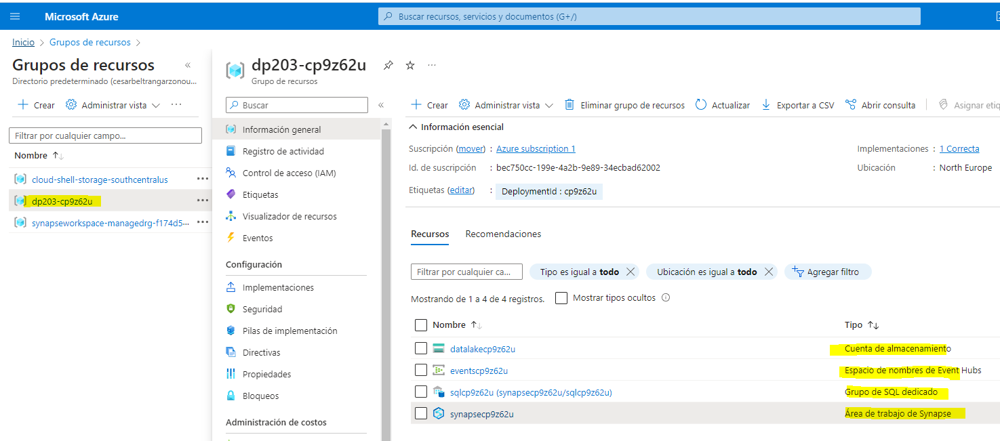 Microsoft Azure
Buscar recursos, servicios y documentos (G+/)
Inicio > Grupos de recursos >
Grupos de recursos «
Directorio predeterminado (cesarbeltrangarzonou...
+ Crear Administrar vista ...
Filtrar por cualquier campo...
Nombre ↑↓
cloud-shell-storage-southcentralus ...
dp203-cp9z62u ...
synapseworkspace-managedrg-f174d5... ...
dp203-cp9z62u ...
Grupo de recursos
Buscar «
Información general
Registro de actividad
Control de acceso (IAM)
Etiquetas
Visualizador de recursos
Eventos
Configuración
Implementaciones
Seguridad
Pilas de implementación
Directivas
Propiedades
Bloqueos
Administración de costos
+ Crear Administrar vista Eliminar grupo de recursos Actualizar Exportar a CSV Abrir consulta Asignar etiq
Información esencial
Suscripción (mover) : Azure subscription 1 Implementaciones : 1 Correcta
Id. de suscripción : bec750cc-199e-4a2b-9e89-34ecbad62002 Ubicación : North Europe
Etiquetas (editar) : DeploymentId : cp9z62u
Recursos Recomendaciones
Filtrar por cualquier ca... Tipo es igual a todo Ubicación es igual a todo Agregar filtro
Mostrando de 1 a 4 de 4 registros. Mostrar tipos ocultos
Nombre ↑↓ Tipo ↑↓
datalakecp9z62u Cuenta de almacenamiento
eventscp9z62u Espacio de nombres de Event Hubs
sqlcp9z62u (synapsecp9z62u/sqlcp9z62u) Grupo de SQL dedicado
synapsecp9z62u Área de trabajo de Synapse